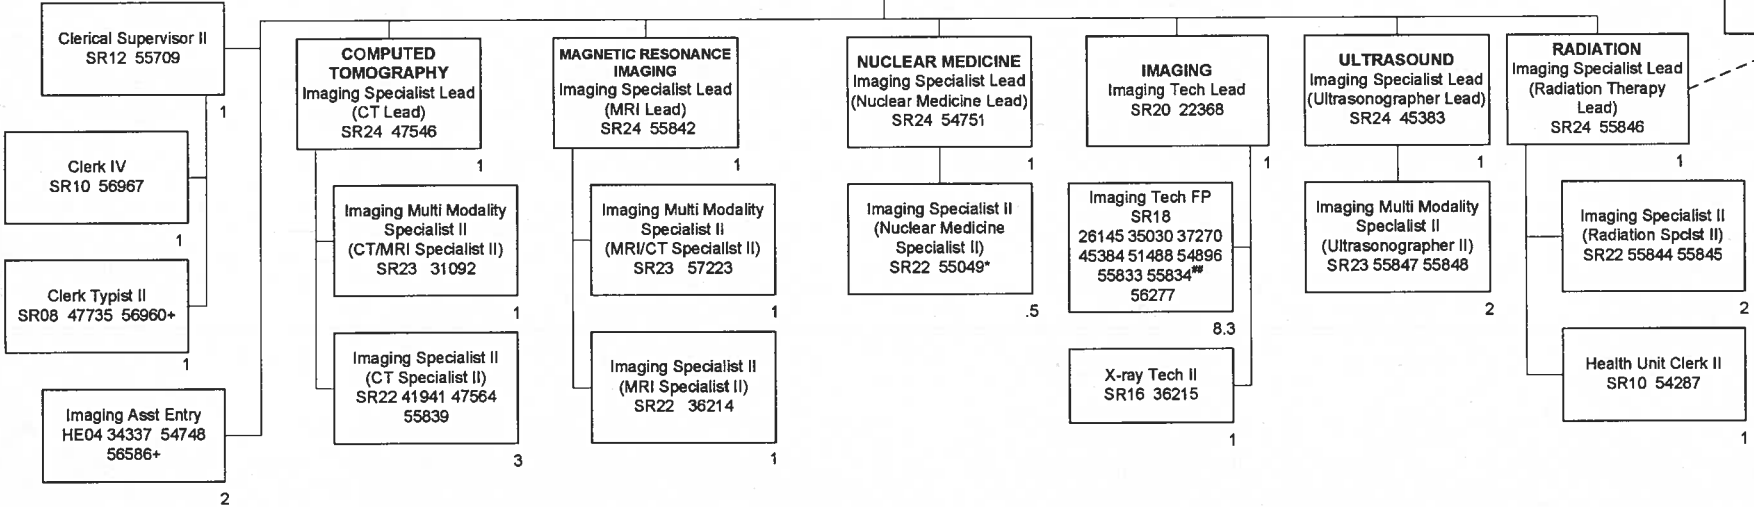 Clerical Supervisor II
SR12 55709
1
Clerk IV
SR10 56967
1
Clerk Typist II
SR08 47735 56960+
1
Imaging Asst Entry
HE04 34337 54748
56586+
2
COMPUTED
TOMOGRAPHY
Imaging Specialist Lead
(CT Lead)
SR24 47546
1
Imaging Multi Modality
Specialist II
(CT/MRI Specialist II)
SR23 31092
1
Imaging Specialist II
(CT Specialist II)
SR22 41941 47564
55839
3
MAGNETIC RESONANCE
IMAGING
Imaging Specialist Lead
(MRI Lead)
SR24 55842
1
Imaging Multi Modality
Specialist II
(MRI/CT Specialist II)
SR23 57223
1
Imaging Specialist II
(MRI Specialist II)
SR22 36214
1
NUCLEAR MEDICINE
Imaging Specialist Lead
(Nuclear Medicine Lead)
SR24 54751
1
Imaging Specialist II
(Nuclear Medicine
Specialist II)
SR22 55049*
.5
IMAGING
Imaging Tech Lead
SR20 22368
1
Imaging Tech FP
SR18
26145 35030 37270
45384 51488 54896
55833 55834##
56277
8.3
X-ray Tech II
SR16 36215
1
ULTRASOUND
Imaging Specialist Lead
(Ultrasonographer Lead)
SR24 45383
1
Imaging Multi Modality
Specialist II
(Ultrasonographer II)
SR23 55847 55848
2
RADIATION
Imaging Specialist Lead
(Radiation Therapy
Lead)
SR24 55846
1
Imaging Specialist II
(Radiation Spcist II)
SR22 55844 55845
2
Health Unit Clerk II
SR10 54287
1